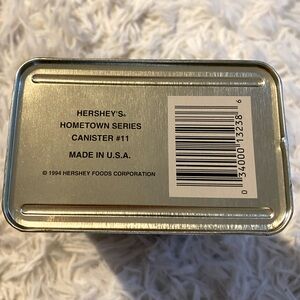 HERSHEY'S®
HOMETOWN SERIES
CANISTER #11
MADE IN U.S.A.
© 1994 HERSHEY FOODS CORPORATION
0 34000 13238 6